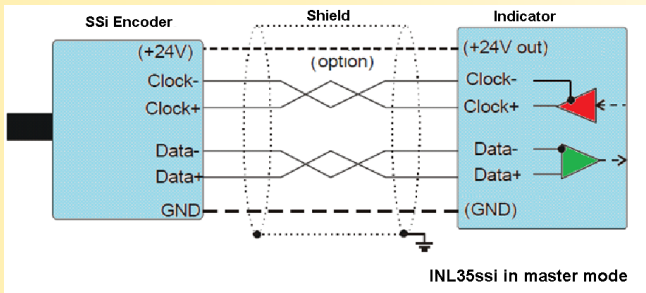 SSi Encoder
Shield
Indicator
(+24V)
(option)
(+24V out)
Clock-
Clock-
Clock+
Clock+
Data-
Data-
Data+
Data+
GND
(GND)
INL35ssi in master mode